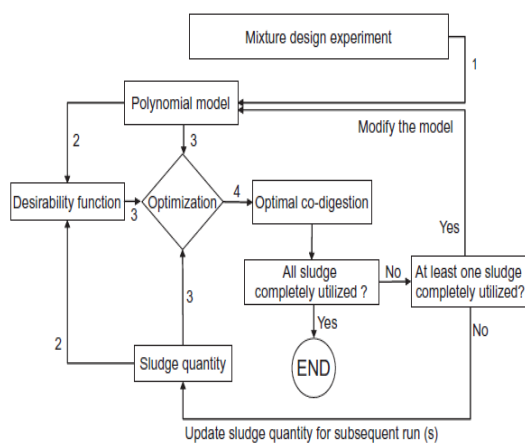 Mixture design experiment
1
Polynomial model
Modify the model
2
3
4
Desirability function
3
Optimization
Optimal co-digestion
Yes
All sludge
completely utilized ?
No
At least one sludge
completely utilized?
3
Yes
No
2
Sludge quantity
END
Update sludge quantity for subsequent run (s)